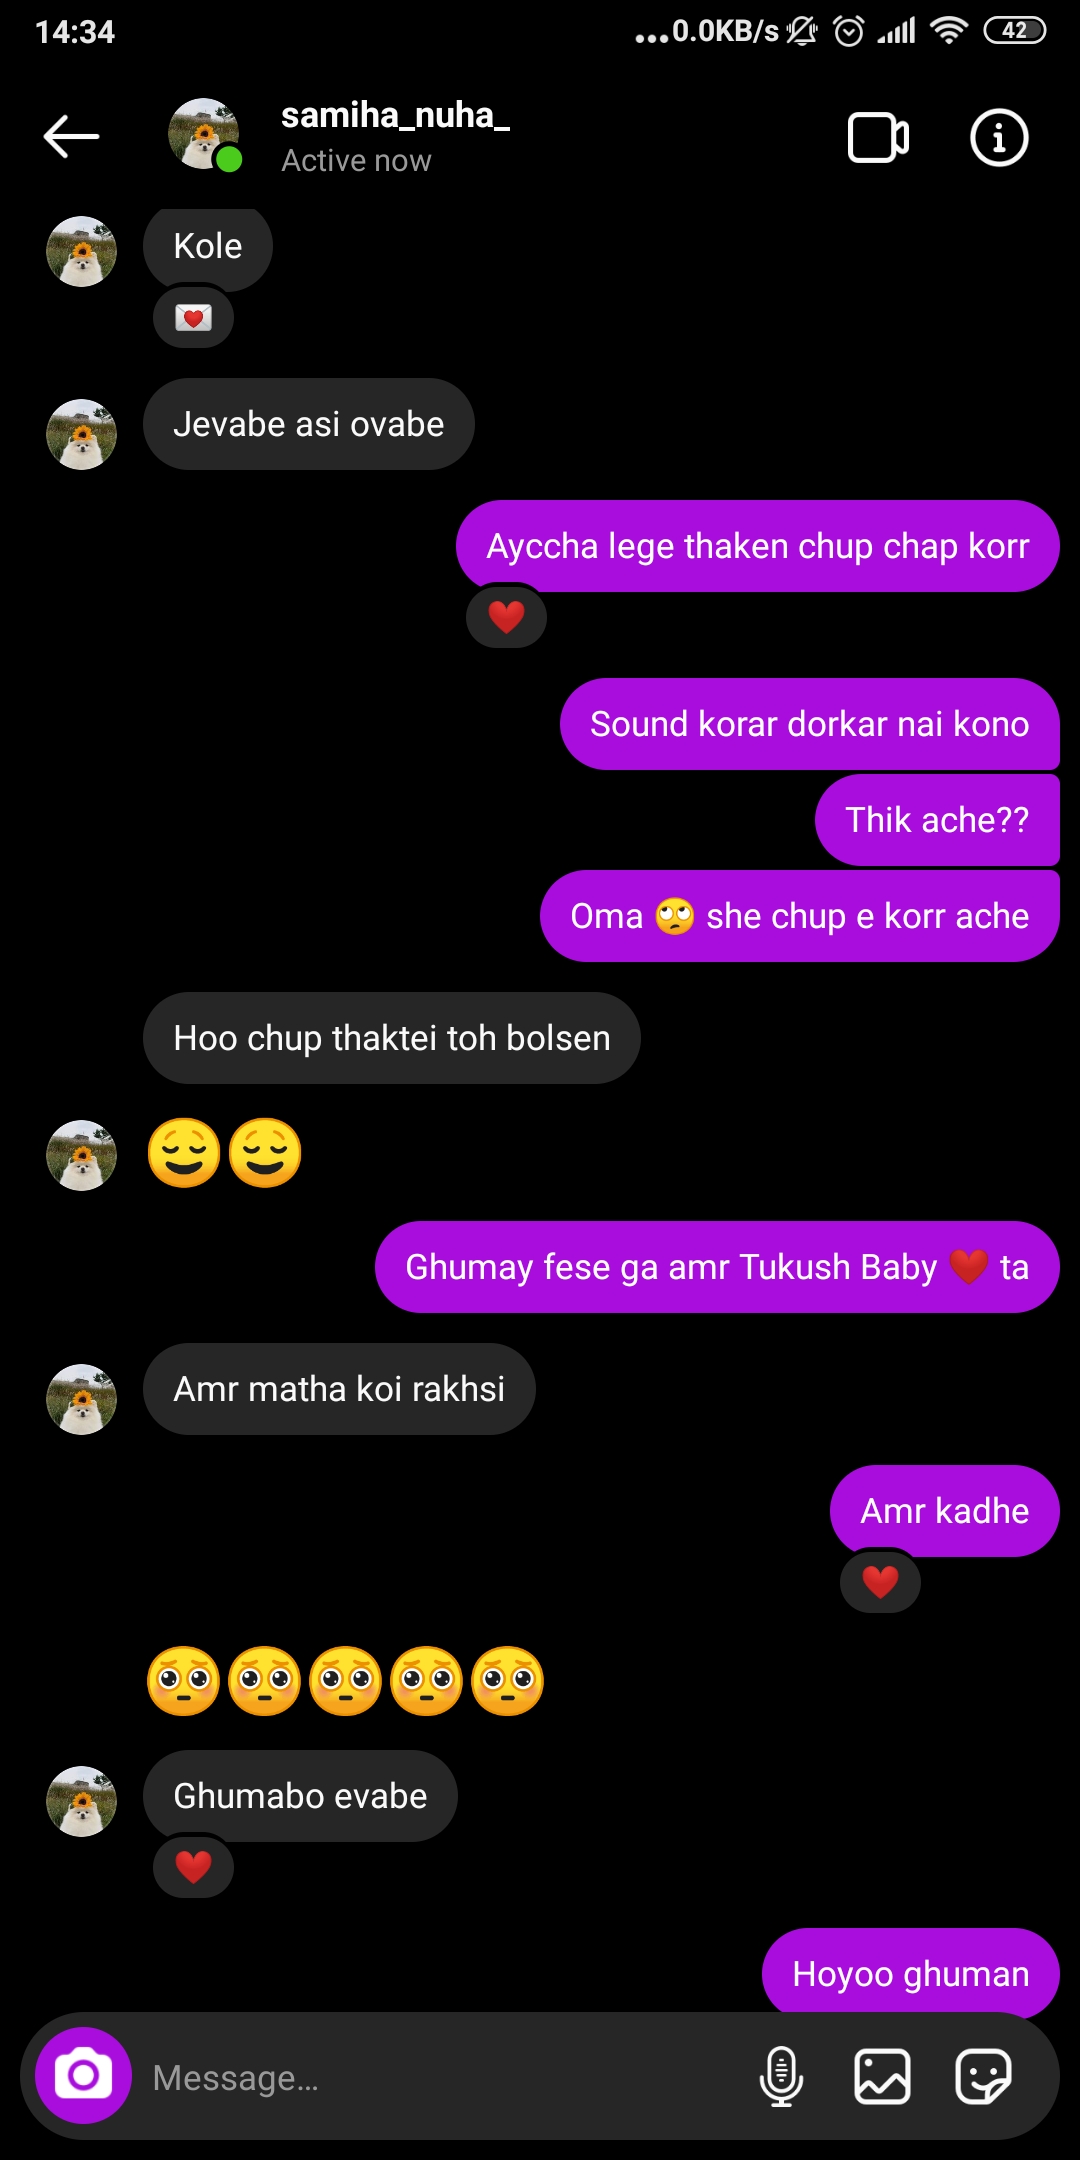 14:34
...0.0KB/s
42
samiha_nuha_
Active now
Kole
💌
Jevabe asi ovabe
Ayccha lege thaken chup chap korr
❤️
Sound korar dorkar nai kono
Thik ache??
Oma 🙄 she chup e korr ache
Hoo chup thaktei toh bolsen
😌😌
Ghumay fese ga amr Tukush Baby ❤️ ta
Amr matha koi rakhsi
Amr kadhe
❤️
🥺🥺🥺🥺🥺
Ghumabo evabe
❤️
Hoyoo ghuman
Message...